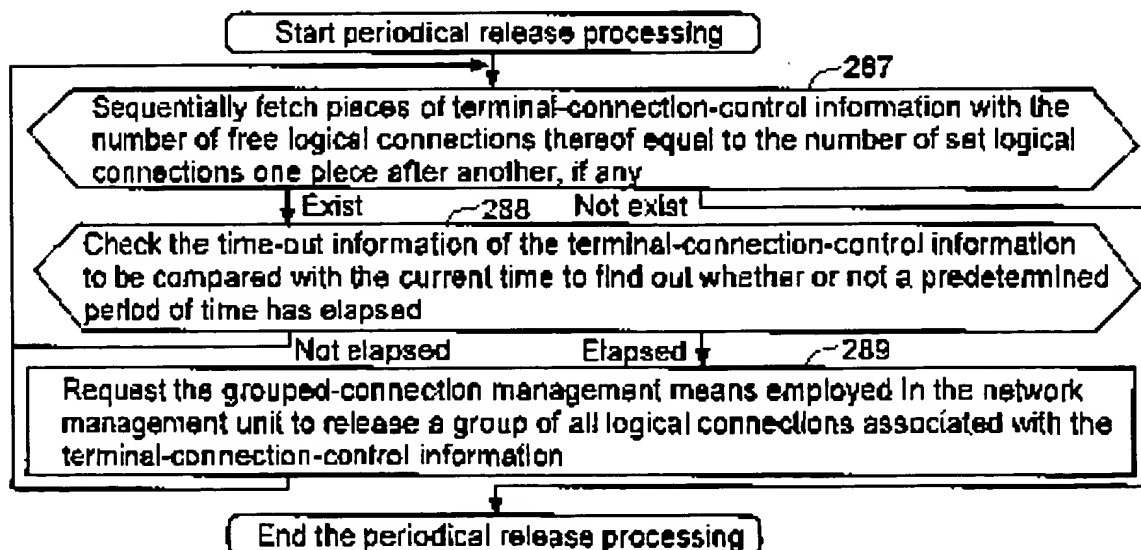 Start periodical release processing
287
Sequentially fetch pieces of terminal-connection-control information with the
number of free logical connections thereof equal to the number of set logical
connections one piece after another, if any
Exist 288 Not exist
Check the time-out information of the terminal-connection-control information
to be compared with the current time to find out whether or not a predetermined
period of time has elapsed
Not elapsed Elapsed 289
Request the grouped-connection management means employed in the network
management unit to release a group of all logical connections associated with the
terminal-connection-control information
End the periodical release processing